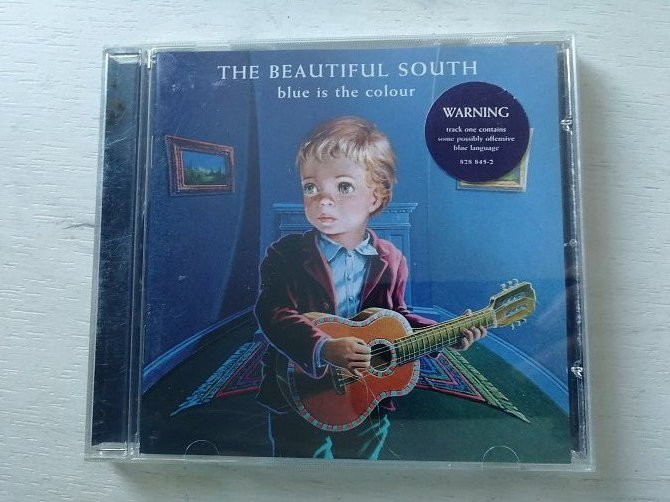 THE BEAUTIFUL SOUTH
blue is the colour
WARNING
track one contains
some possibly offensive
blue language
828 845-2